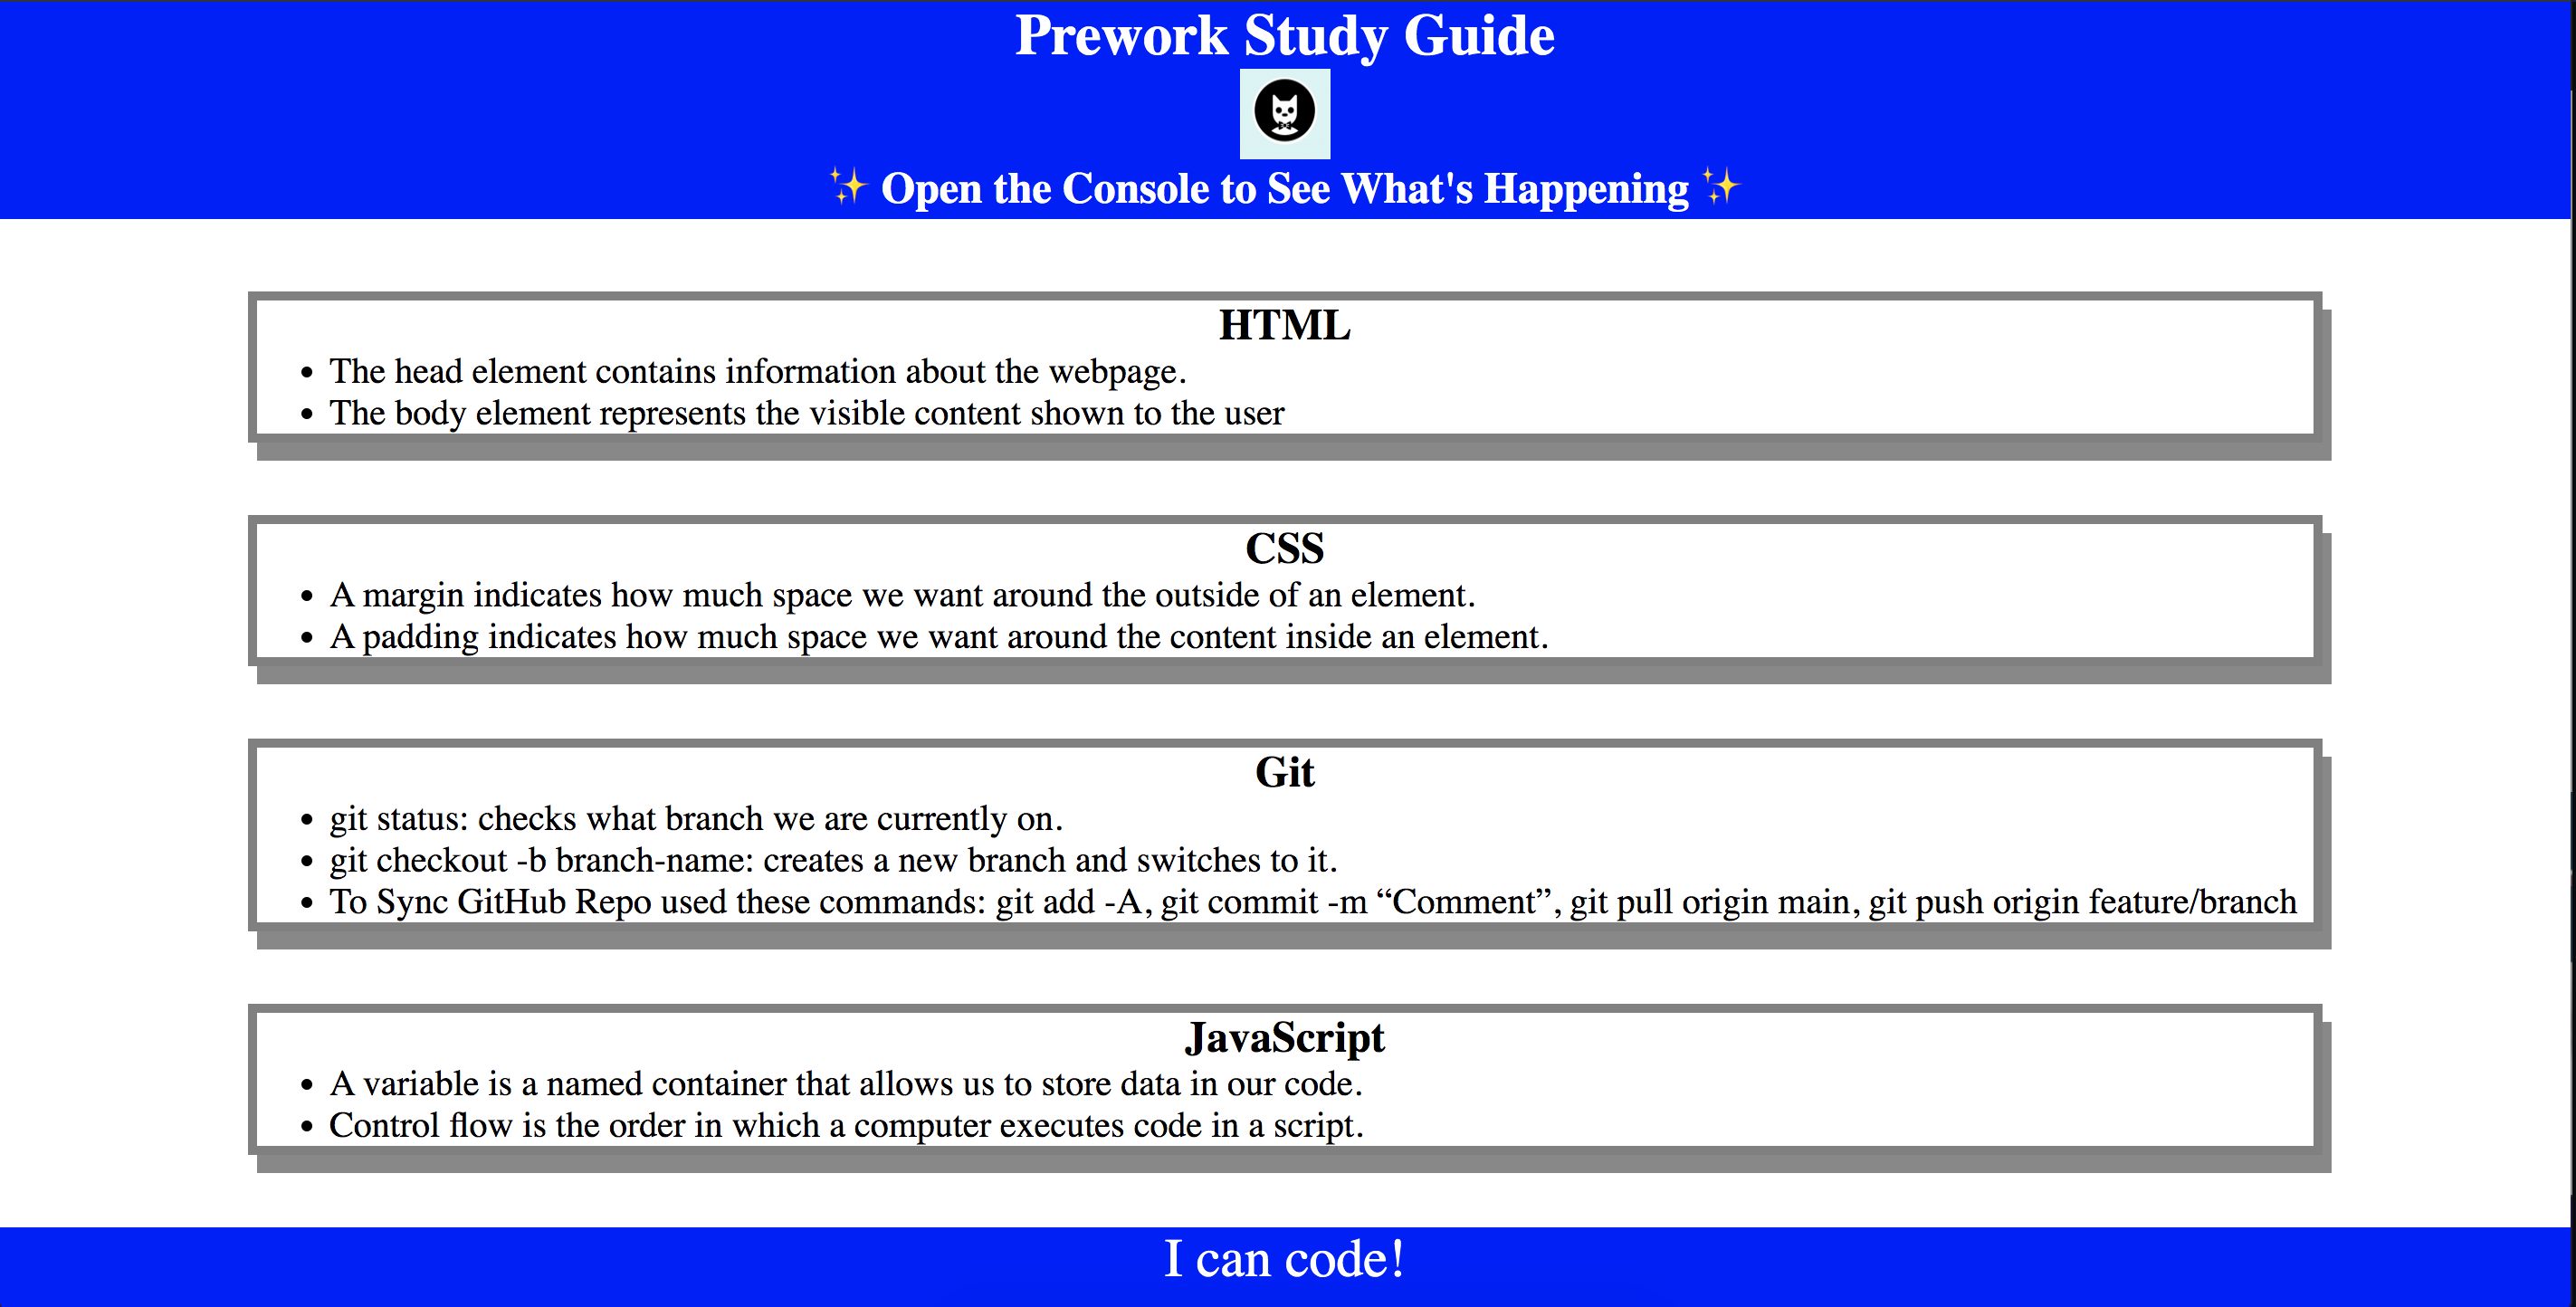 Prework Study Guide
✨ Open the Console to See What's Happening ✨
HTML
• The head element contains information about the webpage.
• The body element represents the visible content shown to the user
CSS
• A margin indicates how much space we want around the outside of an element.
• A padding indicates how much space we want around the content inside an element.
Git
• git status: checks what branch we are currently on.
• git checkout -b branch-name: creates a new branch and switches to it.
• To Sync GitHub Repo used these commands: git add -A, git commit -m “Comment”, git pull origin main, git push origin feature/branch
JavaScript
• A variable is a named container that allows us to store data in our code.
• Control flow is the order in which a computer executes code in a script.
I can code!